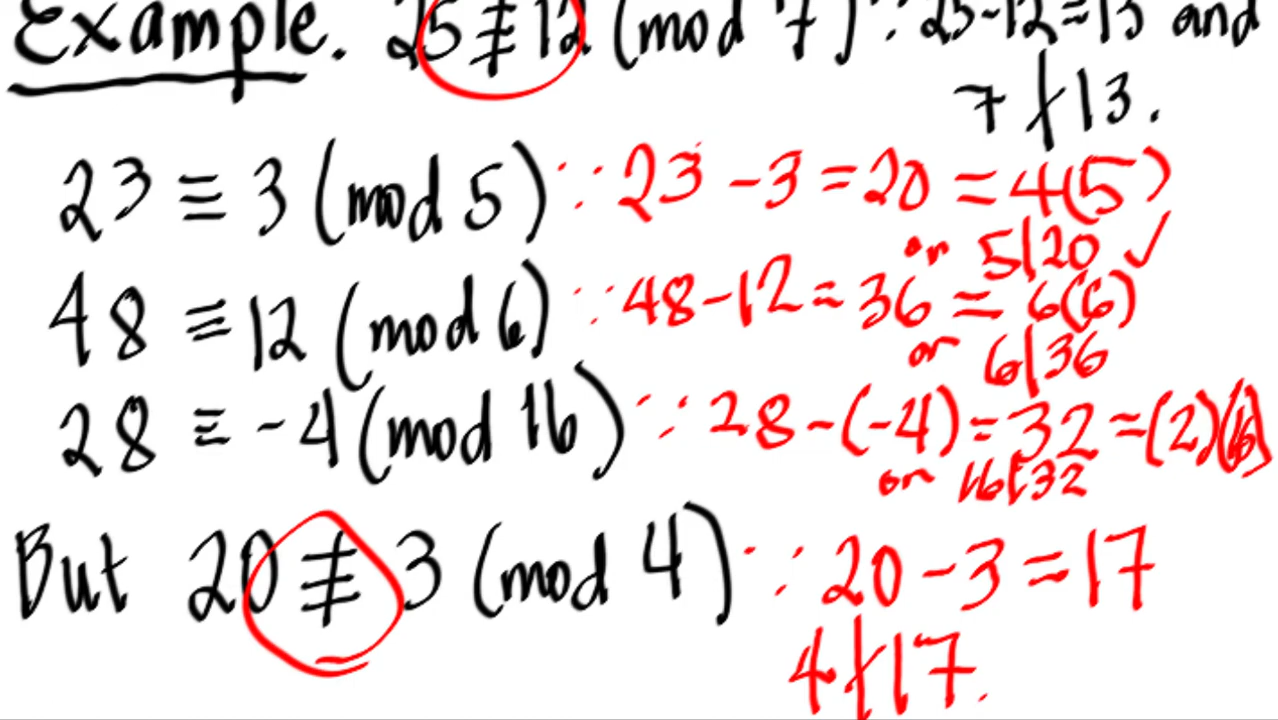 Example. 25 ≢ 12 (mod 7) ∵ 25-12=13 and
7∤13.
23 ≡ 3 (mod 5) ∵ 23-3=20=4(5)
or 5|20 ✓
48 ≡ 12 (mod 6) ∵ 48-12=36=6(6)
or 6|36
28 ≡ -4 (mod 16) ∵ 28-(-4)=32=(2)(16)
or 16|32
But 20 ≢ 3 (mod 4) ∵ 20-3=17
4∤17.